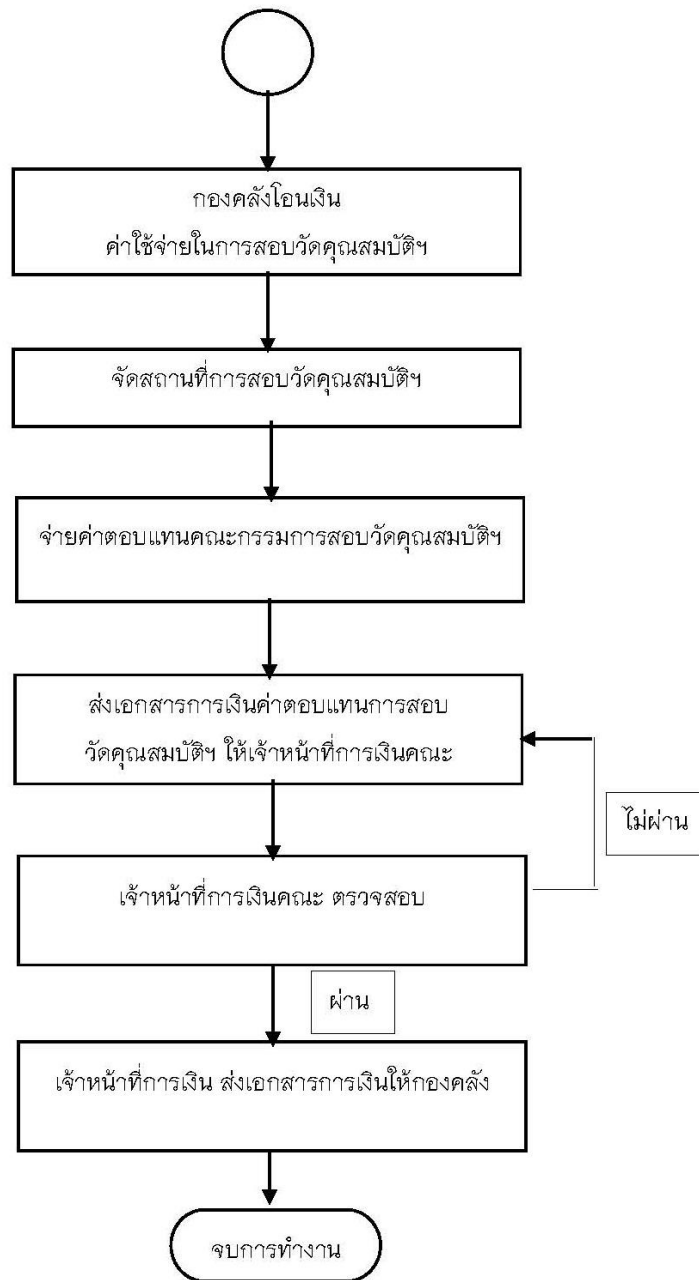 กองคลังโอนเงิน
ค่าใช้จ่ายในการสอบวัดคุณสมบัติฯ
จัดสถานที่การสอบวัดคุณสมบัติฯ
จ่ายค่าตอบแทนคณะกรรมการสอบวัดคุณสมบัติฯ
ส่งเอกสารการเงินค่าตอบแทนการสอบ
วัดคุณสมบัติฯ ให้เจ้าหน้าที่การเงินคณะ
ไม่ผ่าน
เจ้าหน้าที่การเงินคณะ ตรวจสอบ
ผ่าน
เจ้าหน้าที่การเงิน ส่งเอกสารการเงินให้กองคลัง
จบการทำงาน